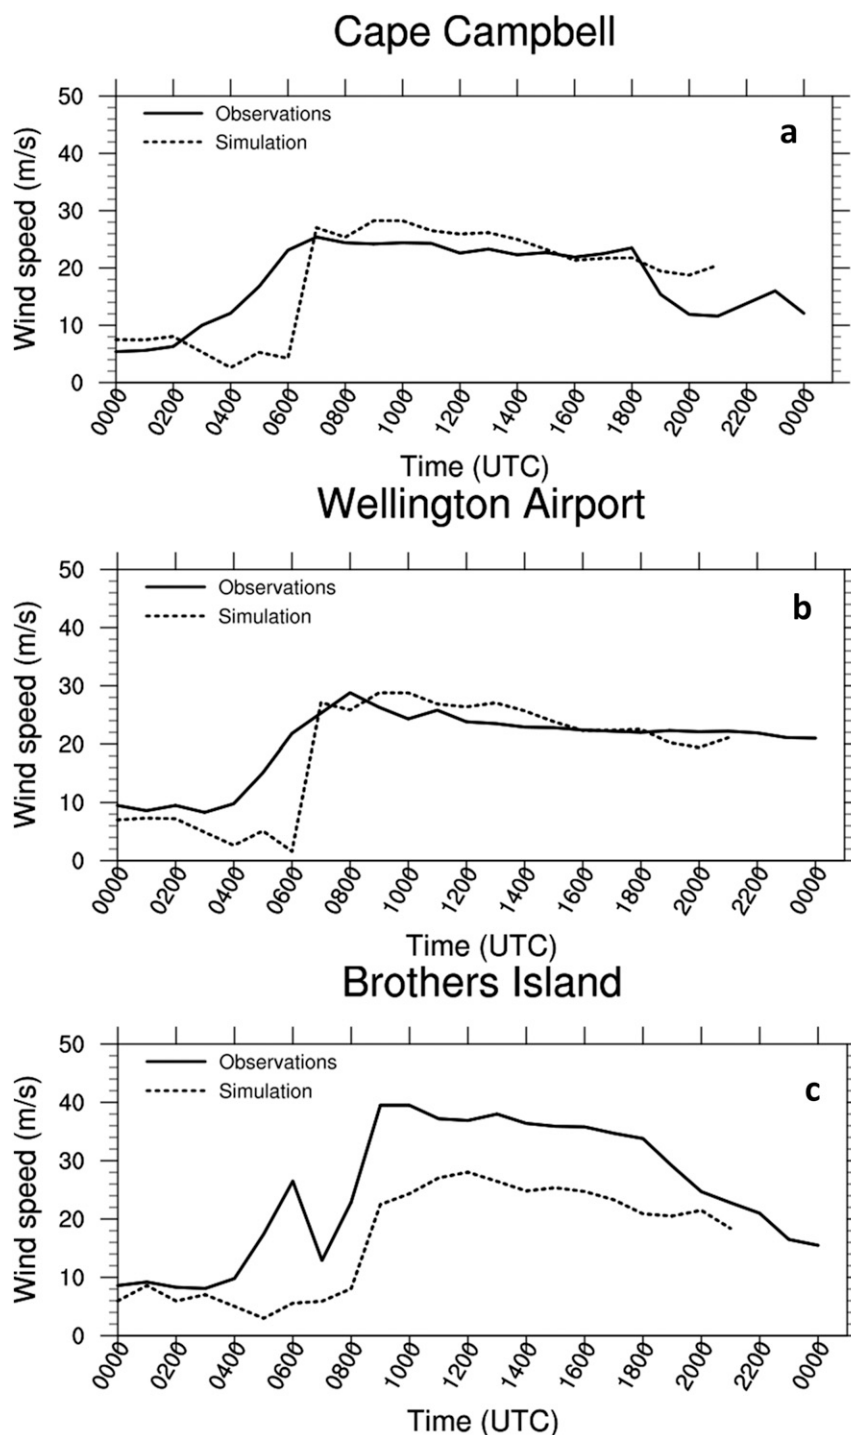 Cape Campbell
Observations
Simulation
a
50
40
30
20
10
0
Wind speed (m/s)
0000 0200 0400 0600 0800 1000 1200 1400 1600 1800 2000 2200 0000
Time (UTC)
Wellington Airport
Observations
Simulation
b
50
40
30
20
10
0
Wind speed (m/s)
0000 0200 0400 0600 0800 1000 1200 1400 1600 1800 2000 2200 0000
Time (UTC)
Brothers Island
Observations
Simulation
c
50
40
30
20
10
0
Wind speed (m/s)
0000 0200 0400 0600 0800 1000 1200 1400 1600 1800 2000 2200 0000
Time (UTC)